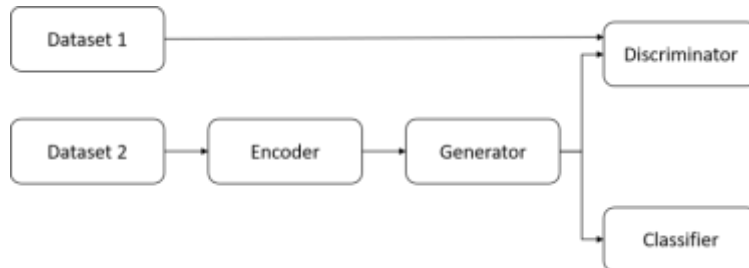 Dataset 1
Discriminator
Dataset 2
Encoder
Generator
Classifier